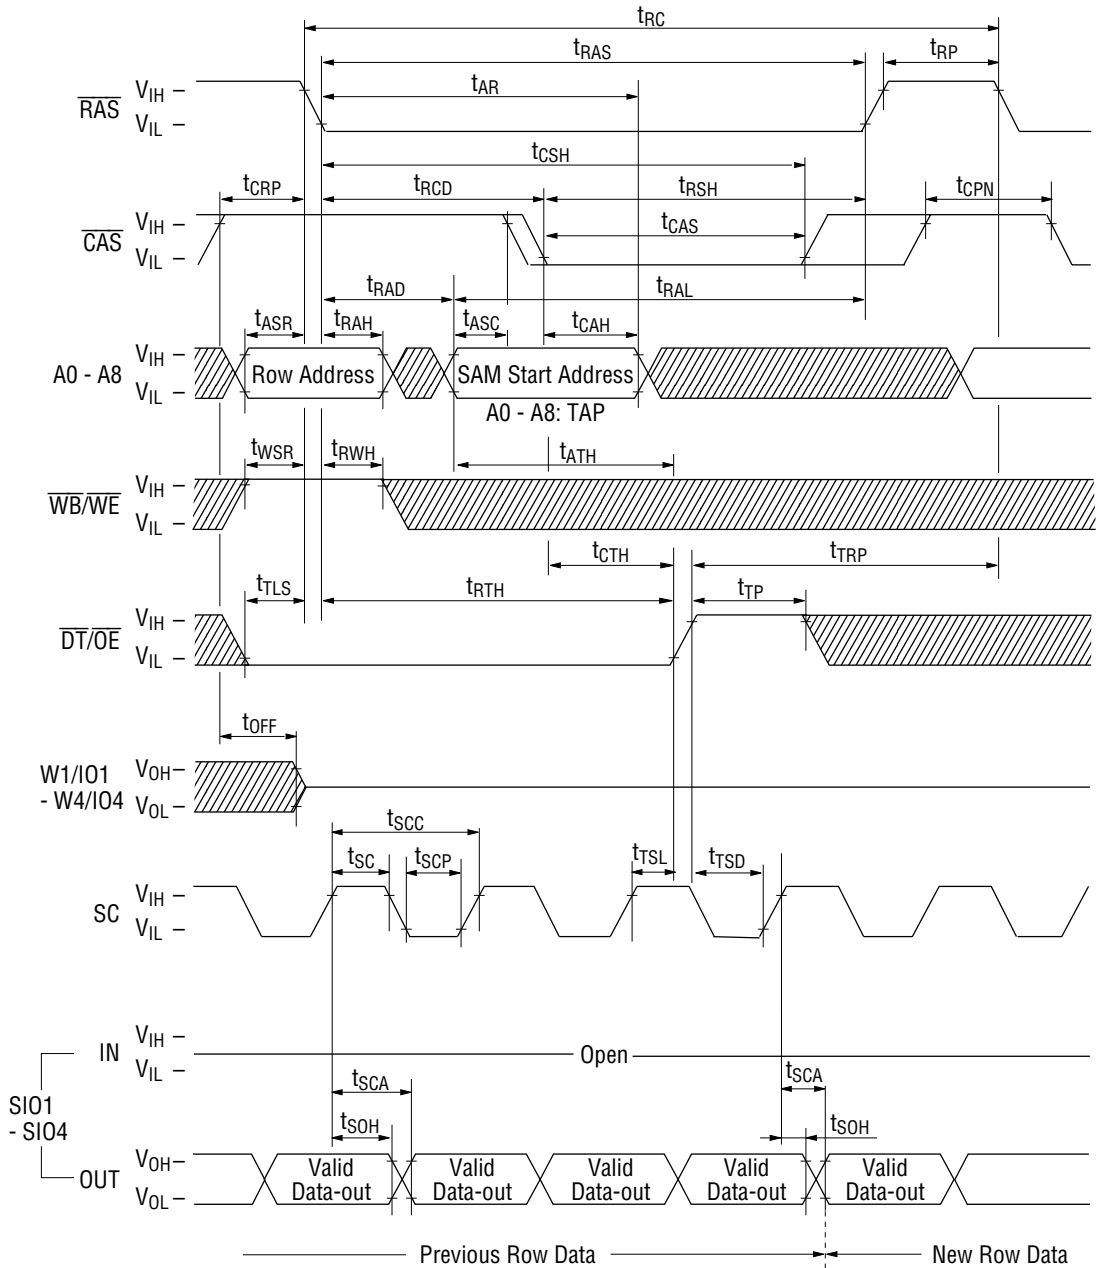 tRC
tRAS tRP
RAS VIH tAR
VIL
tCSH
tCRP tRCD tRSH tCPN
CAS VIH tCAS
VIL
tRAD tRAL
tASR tRAH tASC tCAH
A0 - A8 VIH Row Address SAM Start Address
VIL
A0 - A8: TAP
tWSR tRWH tATH
WB/WE VIH
VIL
tCTH tTRP
tTLS tRTH tTP
DT/OE VIH
VIL
tOFF
W1/IO1 VOH
- W4/IO4 VOL
tSCC
tSC tSCP tTSL tTSD
SC VIH
VIL
IN VIH Open
VIL
tSCA tSCA
SIO1
- SIO4
tSOH tSOH
OUT VOH Valid Valid Valid Valid Valid
VOL Data-out Data-out Data-out Data-out Data-out
Previous Row Data New Row Data